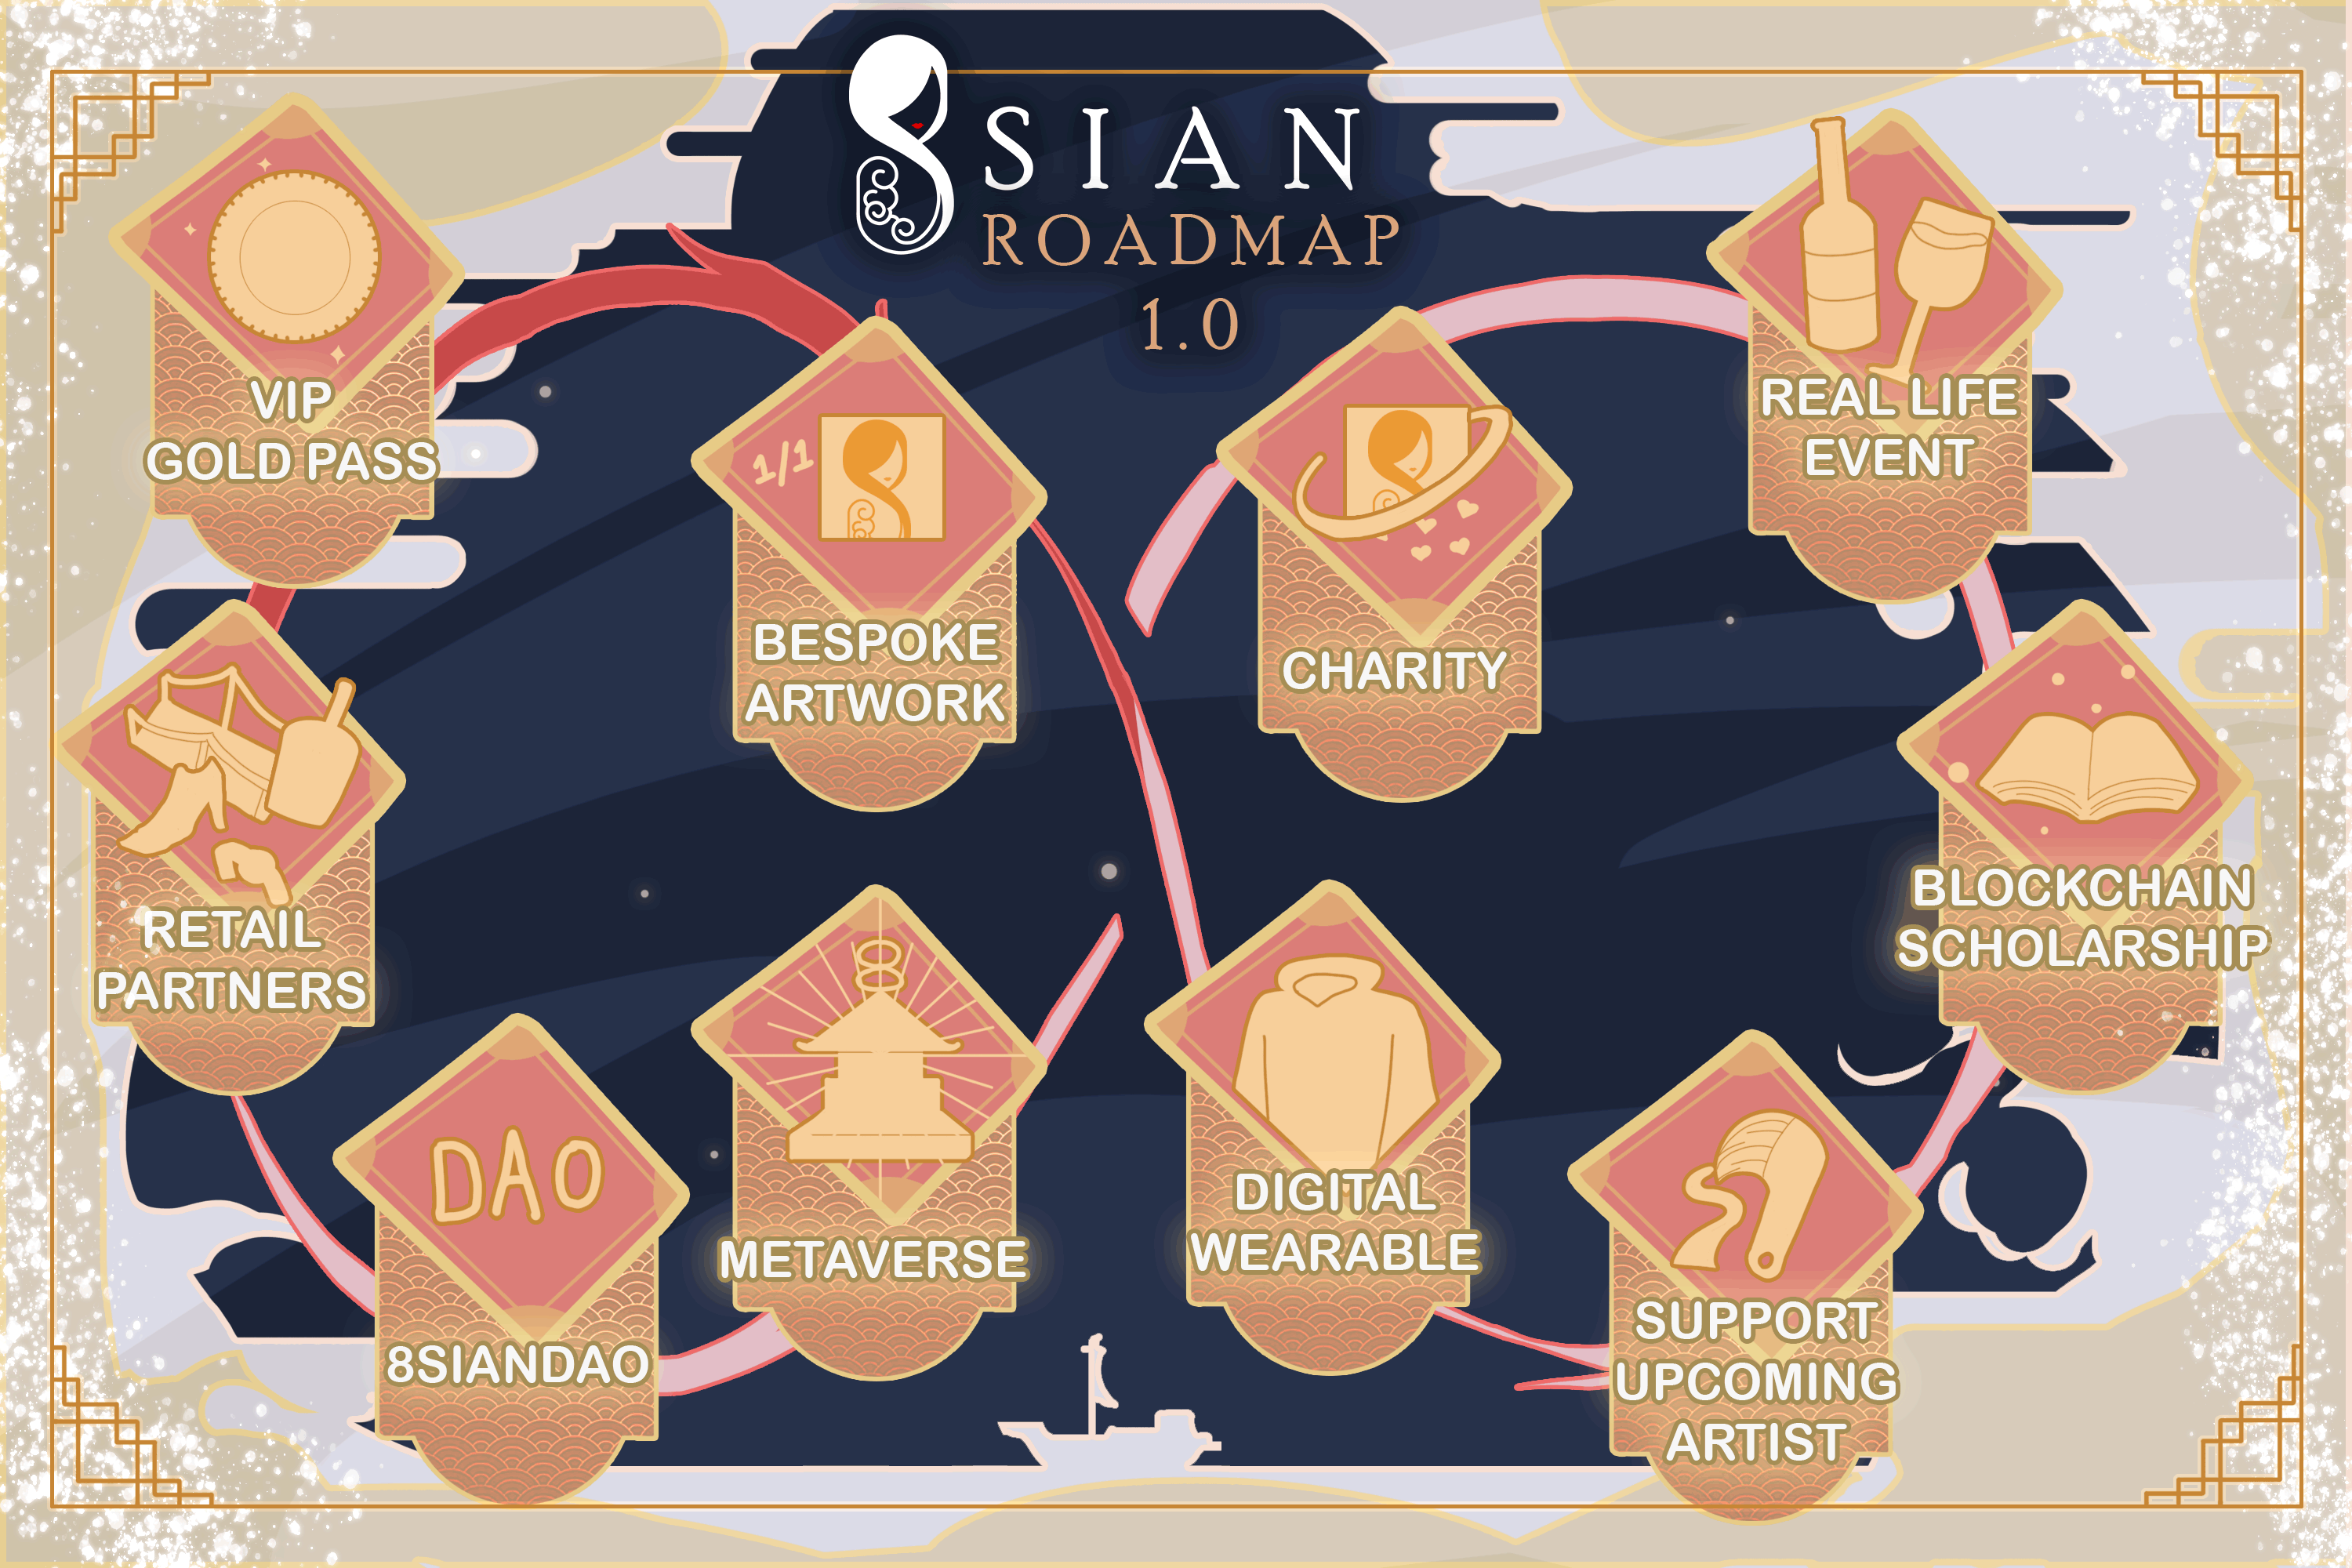 8SIAN
ROADMAP
1.0
VIP
GOLD PASS
1/1
BESPOKE
ARTWORK
CHARITY
REAL LIFE
EVENT
RETAIL
PARTNERS
BLOCKCHAIN
SCHOLARSHIP
DAO
8SIANDAO
METAVERSE
DIGITAL
WEARABLE
SUPPORT
UPCOMING
ARTIST